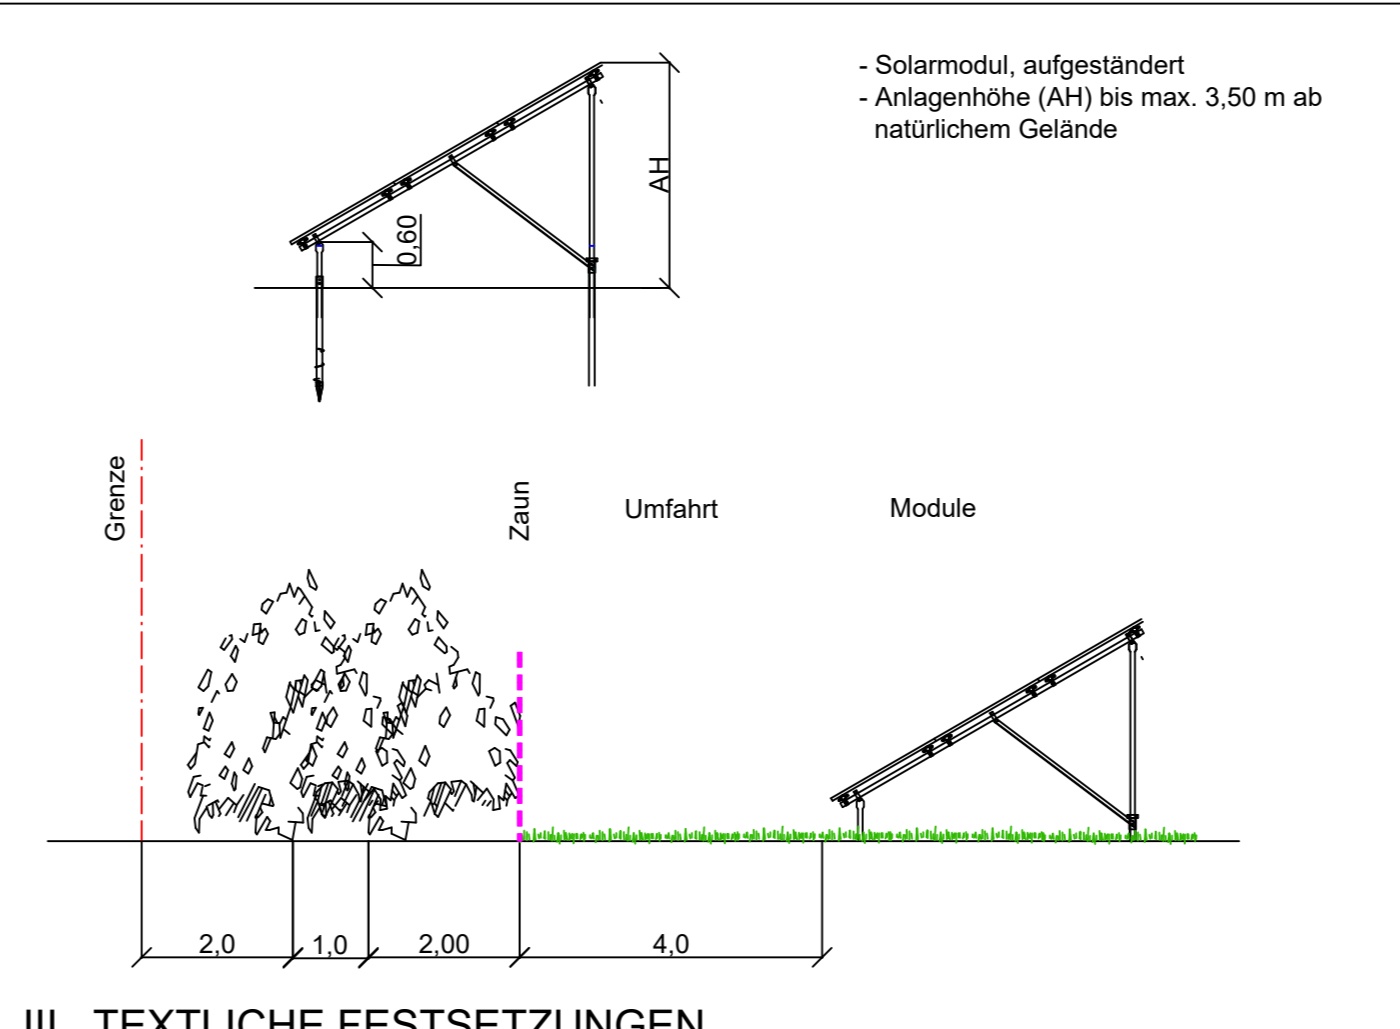 - Solarmodul, aufgeständert
- Anlagenhöhe (AH) bis max. 3,50 m ab
natürlichem Gelände
AH
0,60
Grenze
Zaun
Umfahrt
Module
2,0
1,0
2,00
4,0
III. TEXTLICHE FESTSETZUNGEN